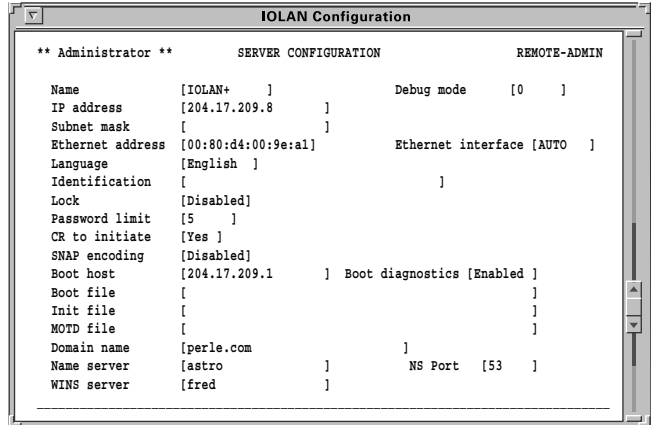 IOLAN Configuration
** Administrator ** SERVER CONFIGURATION REMOTE-ADMIN
Name [IOLAN+ ] Debug mode [0 ]
IP address [204.17.209.8 ]
Subnet mask [ ]
Ethernet address [00:80:d4:00:9e:a1] Ethernet interface [AUTO ]
Language [English ]
Identification [ ]
Lock [Disabled]
Password limit [5 ]
CR to initiate [Yes ]
SNAP encoding [Disabled]
Boot host [204.17.209.1 ] Boot diagnostics [Enabled ]
Boot file [ ]
Init file [ ]
MOTD file [ ]
Domain name [perle.com ]
Name server [astro ] NS Port [53 ]
WINS server [fred ]